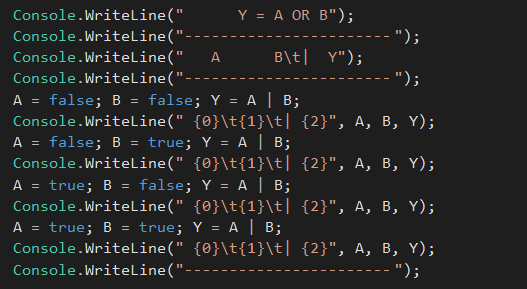 Console.WriteLine("      Y = A OR B");
Console.WriteLine("-----------------------");
Console.WriteLine("   A      B\t|  Y");
Console.WriteLine("-----------------------");
A = false; B = false; Y = A | B;
Console.WriteLine(" {0}\t{1}\t| {2}", A, B, Y);
A = false; B = true; Y = A | B;
Console.WriteLine(" {0}\t{1}\t| {2}", A, B, Y);
A = true; B = false; Y = A | B;
Console.WriteLine(" {0}\t{1}\t| {2}", A, B, Y);
A = true; B = true; Y = A | B;
Console.WriteLine(" {0}\t{1}\t| {2}", A, B, Y);
Console.WriteLine("-----------------------");